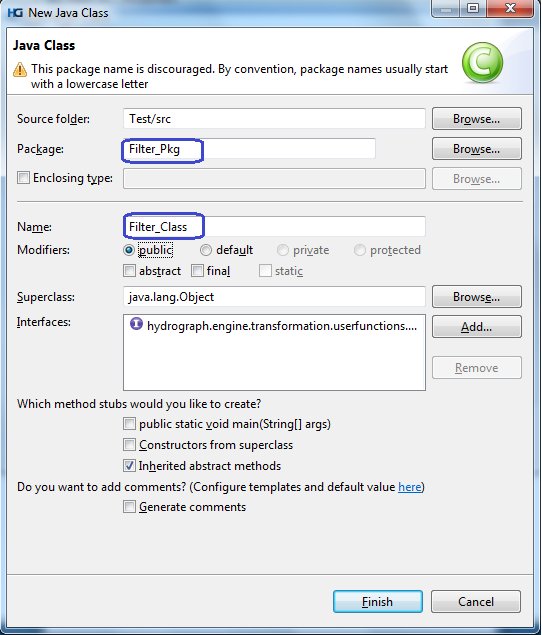 HG New Java Class
Java Class
This package name is discouraged. By convention, package names usually start
with a lowercase letter
Source folder: Test/src Browse...
Package: Filter_Pkg Browse...
Enclosing type: Browse...
Name: Filter_Class
Modifiers: public default private protected
abstract final static
Superclass: java.lang.Object Browse...
Interfaces: hydrograph.engine.transformation.userfunctions.... Add...
Remove
Which method stubs would you like to create?
public static void main(String[] args)
Constructors from superclass
Inherited abstract methods
Do you want to add comments? (Configure templates and default value here)
Generate comments
Finish Cancel